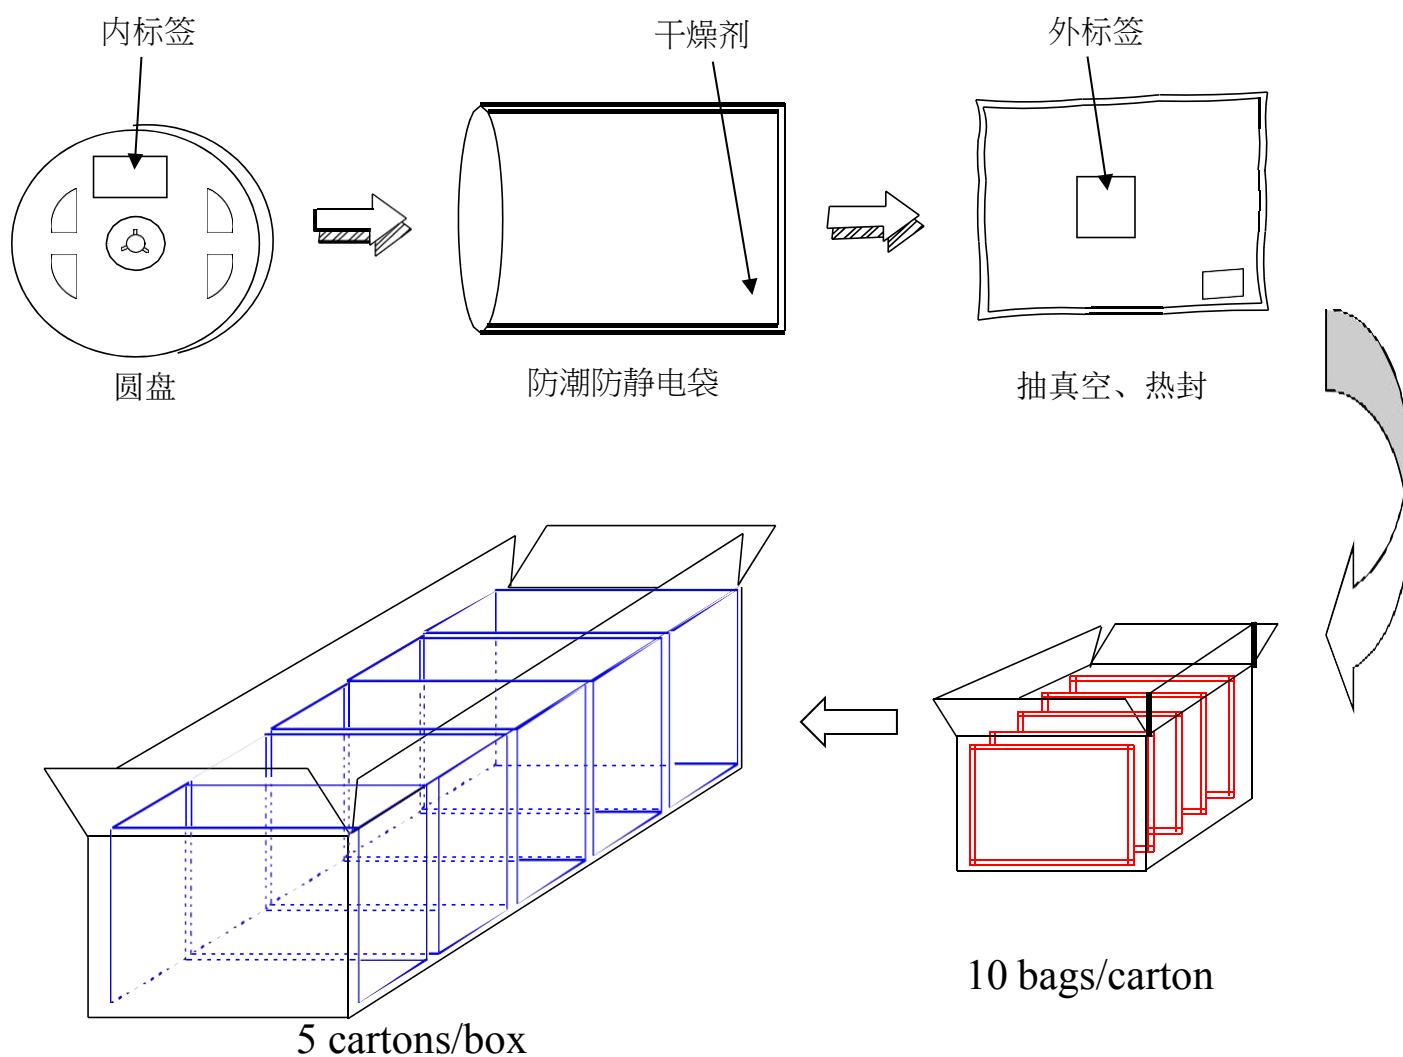 内标签
干燥剂
外标签
圆盘
防潮防静电袋
抽真空、热封
10 bags/carton
5 cartons/box